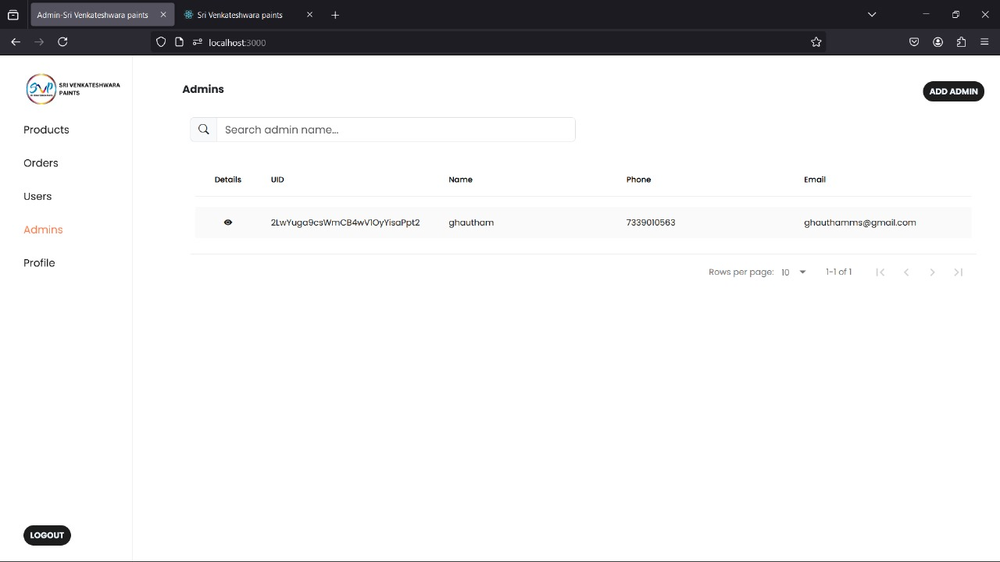 Admin-Sri Venkateshwara paints
Sri Venkateshwara paints
localhost:3000
SVP
SRI VENKATESHWARA
PAINTS
Products
Orders
Users
Admins
Profile
LOGOUT
Admins
ADD ADMIN
Search admin name...
Details UID Name Phone Email
2LwYuga9csWmCB4wV1OyYisaPpt2 ghautham 7339010563 ghauthamms@gmail.com
Rows per page: 10 1-1 of 1